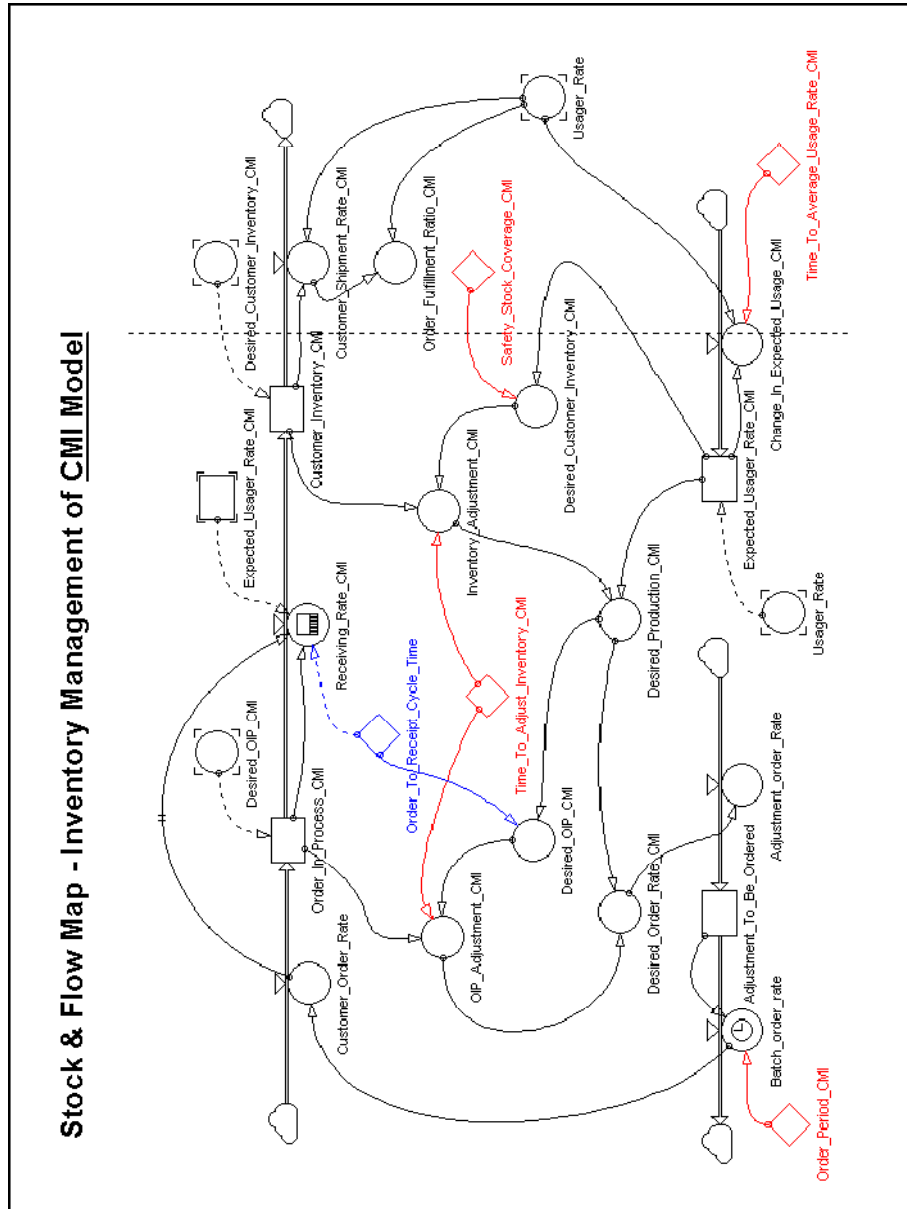 Stock & Flow Map - Inventory Management of CMI Model
Desired_OIP_CMI
Expected_Usager_Rate_CMI
Desired_Customer_Inventory_CMI
Customer_Order_Rate
Order_In_Process_CMI
Receiving_Rate_CMI
Customer_Inventory_CMI
Customer_Shipment_Rate_CMI
Order_To_Receipt_Cycle_Time
Order_Fulfillment_Ratio_CMI
OIP_Adjustment_CMI
Time_To_Adjust_Inventory_CMI
Inventory_Adjustment_CMI
Safety_Stock_Coverage_CMI
Desired_OIP_CMI
Desired_Customer_Inventory_CMI
Usager_Rate
Desired_Order_Rate_CMI
Desired_Production_CMI
Batch_order_rate
Adjustment_To_Be_Ordered
Adjustment_order_Rate
Expected_Usager_Rate_CMI
Change_In_Expected_Usage_CMI
Order_Period_CMI
Usager_Rate
Time_To_Average_Usage_Rate_CMI